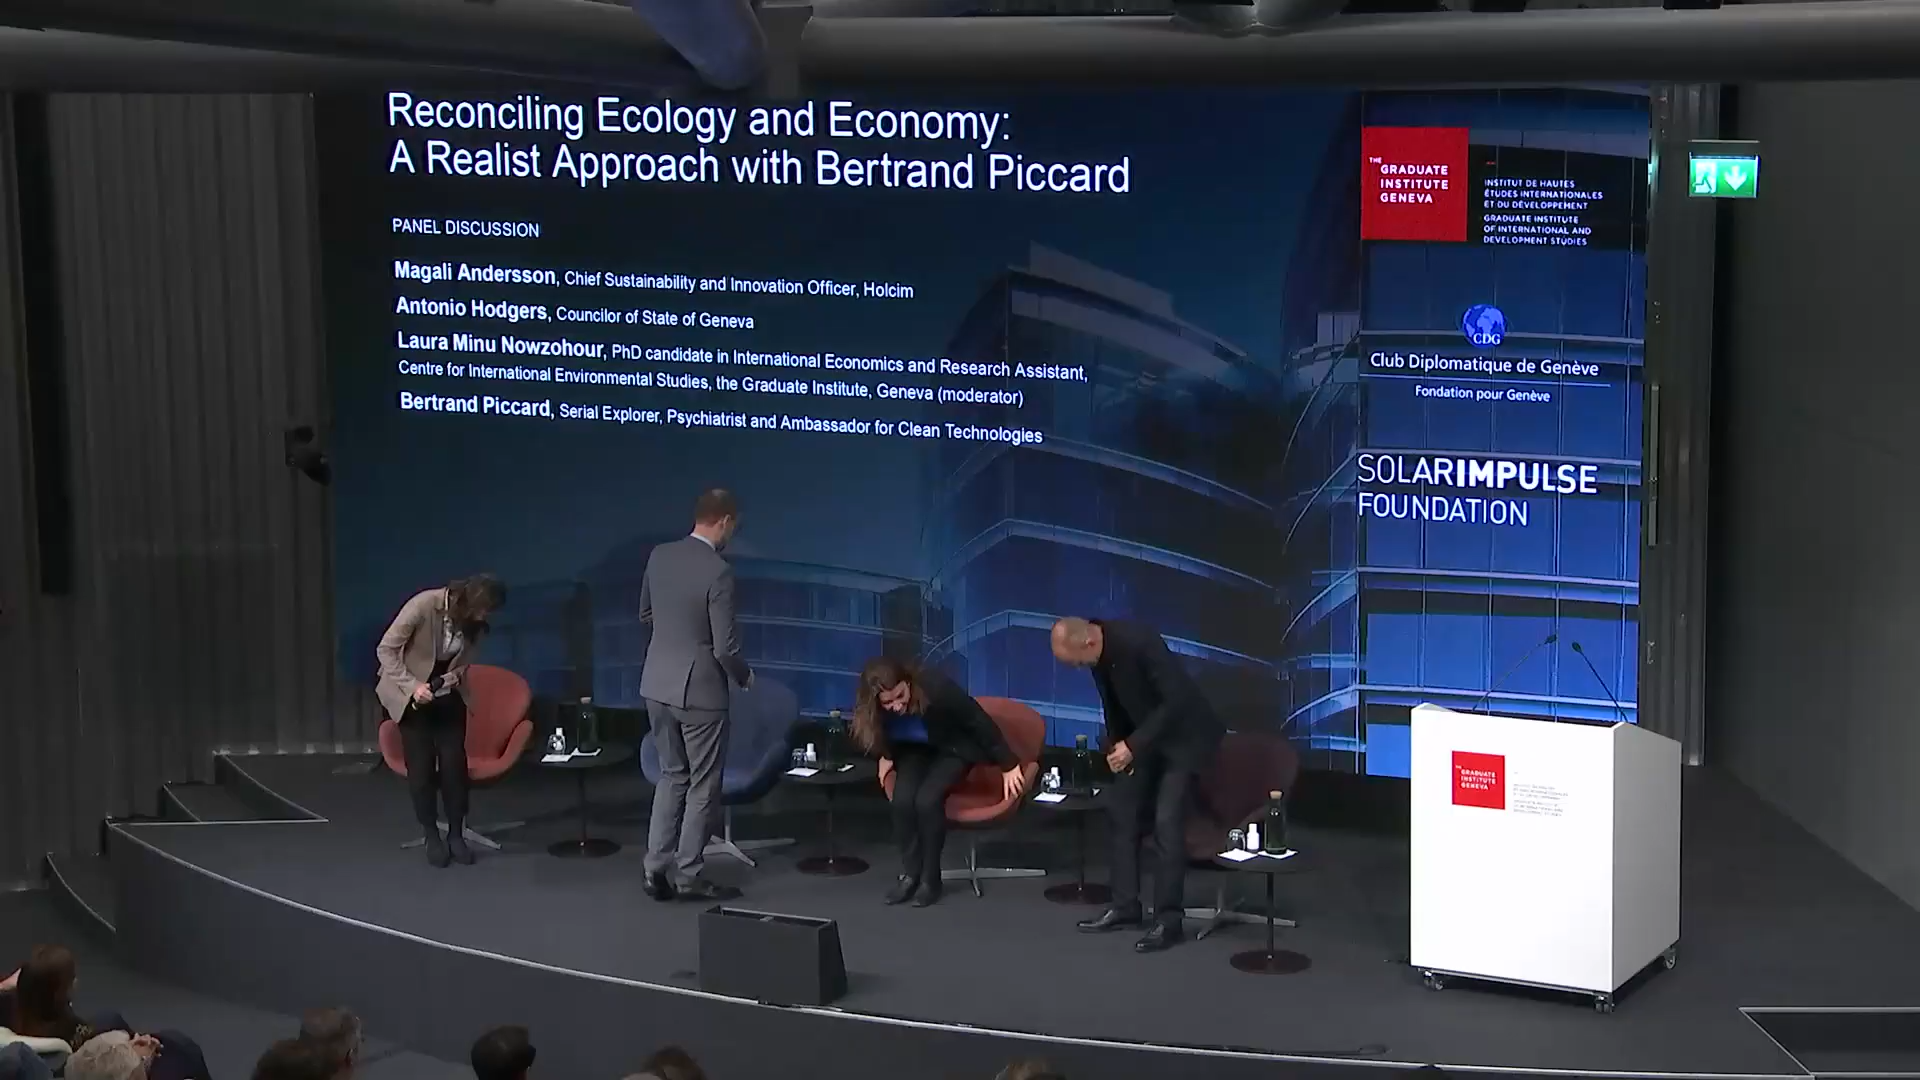 Reconciling Ecology and Economy:
A Realist Approach with Bertrand Piccard
PANEL DISCUSSION
Magali Andersson, Chief Sustainability and Innovation Officer, Holcim
Antonio Hodgers, Councilor of State of Geneva
Laura Minu Nowzohour, PhD candidate in International Economics and Research Assistant,
Centre for International Environmental Studies, the Graduate Institute, Geneva (moderator)
Bertrand Piccard, Serial Explorer, Psychiatrist and Ambassador for Clean Technologies
THE
GRADUATE
INSTITUTE
GENEVA
INSTITUT DE HAUTES
ÉTUDES INTERNATIONALES
ET DU DÉVELOPPEMENT
GRADUATE INSTITUTE
OF INTERNATIONAL AND
DEVELOPMENT STUDIES
CDG
Club Diplomatique de Genève
Fondation pour Genève
SOLARIMPULSE
FOUNDATION
THE
GRADUATE
INSTITUTE
GENEVA